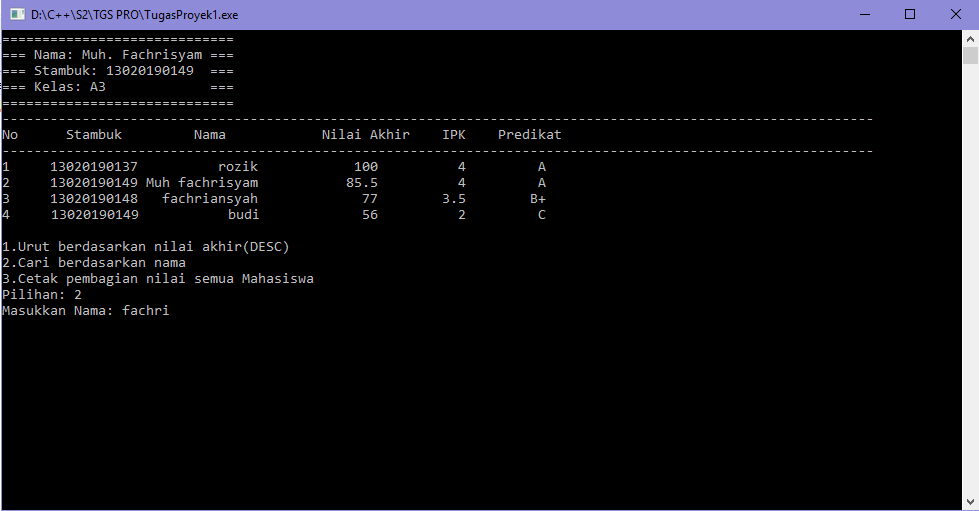 D:\C++\S2\TGS PRO\TugasProyek1.exe
=============================
=== Nama: Muh. Fachrisyam ===
=== Stambuk: 13020190149  ===
=== Kelas: A3             ===
=============================
-------------------------------------------------------------------------------------------------------------
No      Stambuk         Nama            Nilai Akhir    IPK    Predikat
-------------------------------------------------------------------------------------------------------------
1     13020190137          rozik            100          4         A
2     13020190149 Muh fachrisyam           85.5          4         A
3     13020190148   fachriansyah             77        3.5        B+
4     13020190149           budi             56          2         C
1.Urut berdasarkan nilai akhir(DESC)
2.Cari berdasarkan nama
3.Cetak pembagian nilai semua Mahasiswa
Pilihan: 2
Masukkan Nama: fachri